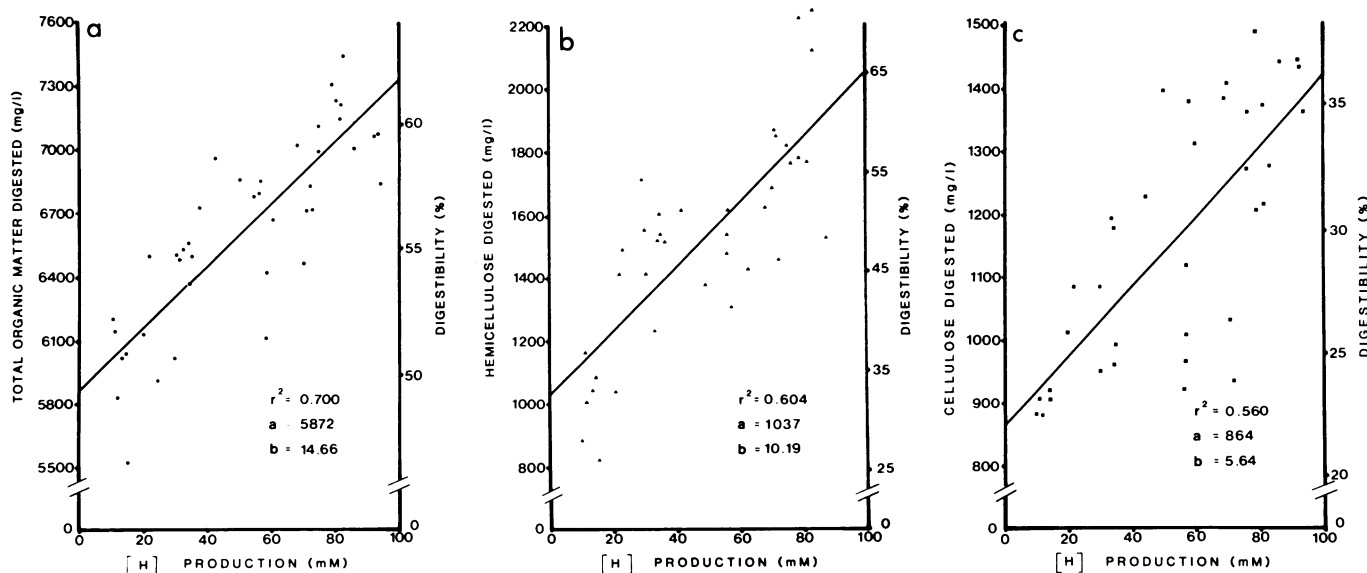 a
TOTAL ORGANIC MATTER DIGESTED (mg/l)
7600
7300
7000
6700
6400
6100
5800
5500
0
60
55
50
0
DIGESTIBILITY (%)
r² = 0.700
a 5872
b = 14.66
0 20 40 60 80 100
[H] PRODUCTION (mM)
b
HEMICELLULOSE DIGESTED (mg/l)
2200
2000
1800
1600
1400
1200
1000
800
0
65
55
45
35
25
0
DIGESTIBILITY (%)
r² = 0.604
a = 1037
b = 10.19
0 20 40 60 80 100
[H] PRODUCTION (mM)
c
CELLULOSE DIGESTED (mg/l)
1500
1400
1300
1200
1100
1000
900
800
0
35
30
25
20
0
DIGESTIBILITY (%)
r² = 0.560
a = 864
b = 5.64
0 20 40 60 80 100
[H] PRODUCTION (mM)